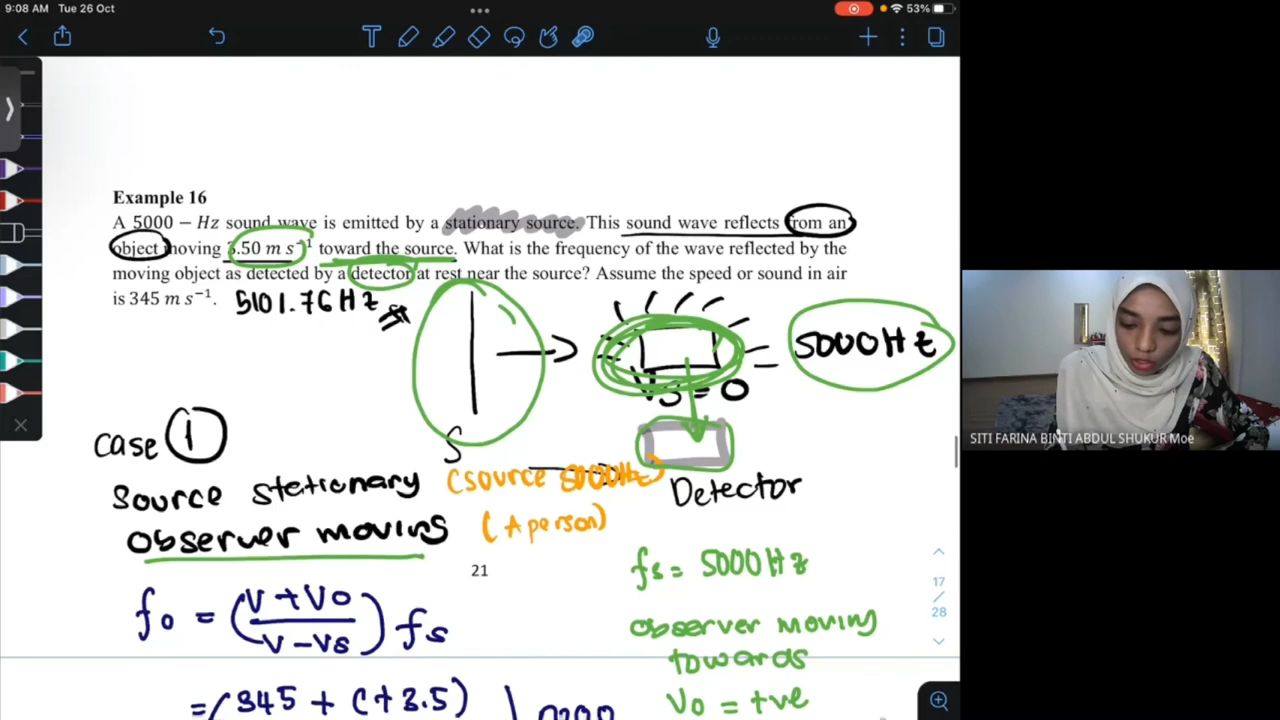 9:08 AM Tue 26 Oct
53%
Example 16
A 5000 – Hz sound wave is emitted by a stationary source. This sound wave reflects from an
object moving 3.50 m s⁻¹ toward the source. What is the frequency of the wave reflected by the
moving object as detected by a detector at rest near the source? Assume the speed or sound in air
is 345 m s⁻¹. 5101.76 Hz
5000 Hz
Vs = 0
S
Case 1
Source stationary (source 5000Hz)
Detector
observer moving (A person)
21
fs = 5000 Hz
fo = (V + Vo / V - Vs) fs
observer moving
towards
Vo = +ve
= (345 + (+3.5)
17
/
28
SITI FARINA BINTI ABDUL SHUKUR Moe